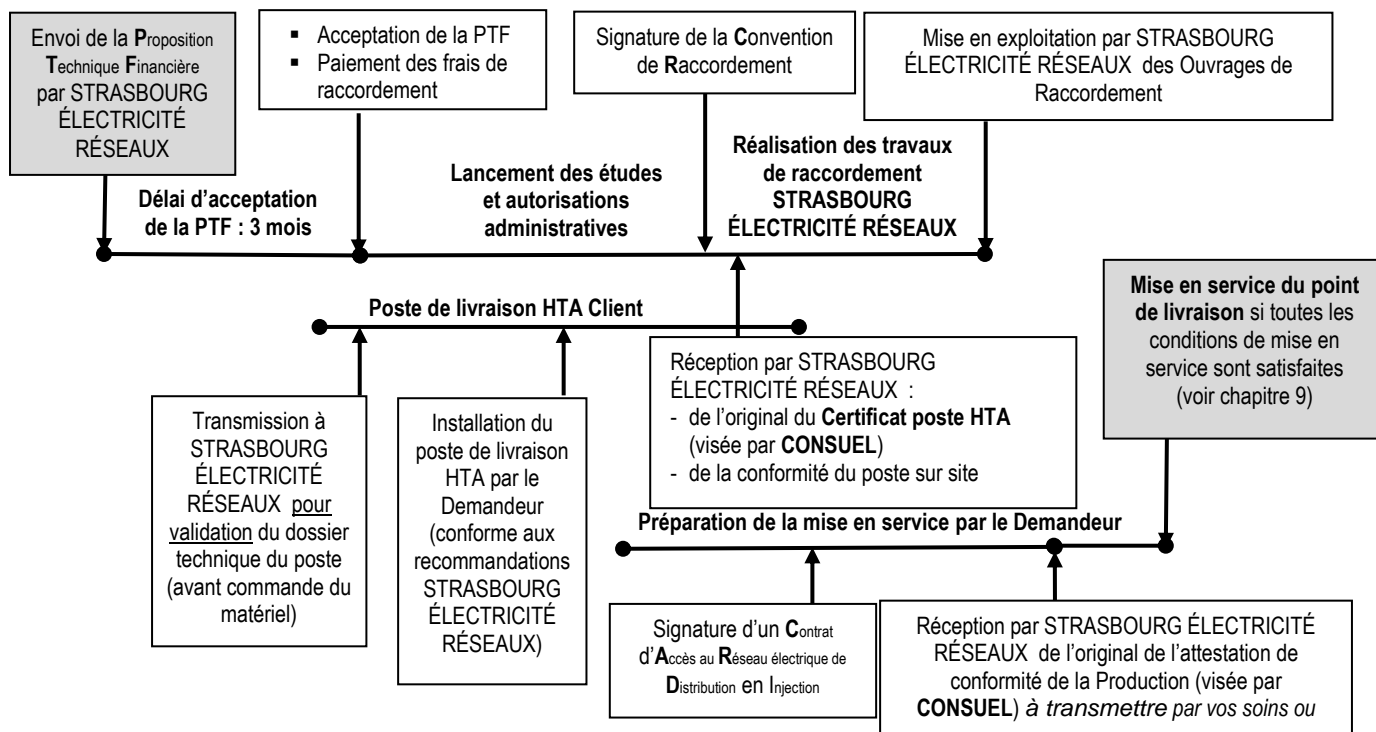 Envoi de la Proposition
Technique Financière
par STRASBOURG
ÉLECTRICITÉ
RÉSEAUX
▪ Acceptation de la PTF
▪ Paiement des frais de
raccordement
Signature de la Convention
de Raccordement
Mise en exploitation par STRASBOURG
ÉLECTRICITÉ RÉSEAUX des Ouvrages de
Raccordement
Délai d’acceptation
de la PTF : 3 mois
Lancement des études
et autorisations
administratives
Réalisation des travaux
de raccordement
STRASBOURG
ÉLECTRICITÉ RÉSEAUX
Poste de livraison HTA Client
Mise en service du point
de livraison si toutes les
conditions de mise en
service sont satisfaites
(voir chapitre 9)
Transmission à
STRASBOURG
ÉLECTRICITÉ
RÉSEAUX pour
validation du dossier
technique du poste
(avant commande du
matériel)
Installation du
poste de livraison
HTA par le
Demandeur
(conforme aux
recommandations
STRASBOURG
ÉLECTRICITÉ
RÉSEAUX)
Réception par STRASBOURG
ÉLECTRICITÉ RÉSEAUX :
- de l’original du Certificat poste HTA
(visée par CONSUEL)
- de la conformité du poste sur site
Préparation de la mise en service par le Demandeur
Signature d’un Contrat
d’Accès au Réseau électrique de
Distribution en Injection
Réception par STRASBOURG ÉLECTRICITÉ
RÉSEAUX de l’original de l’attestation de
conformité de la Production (visée par
CONSUEL) à transmettre par vos soins ou